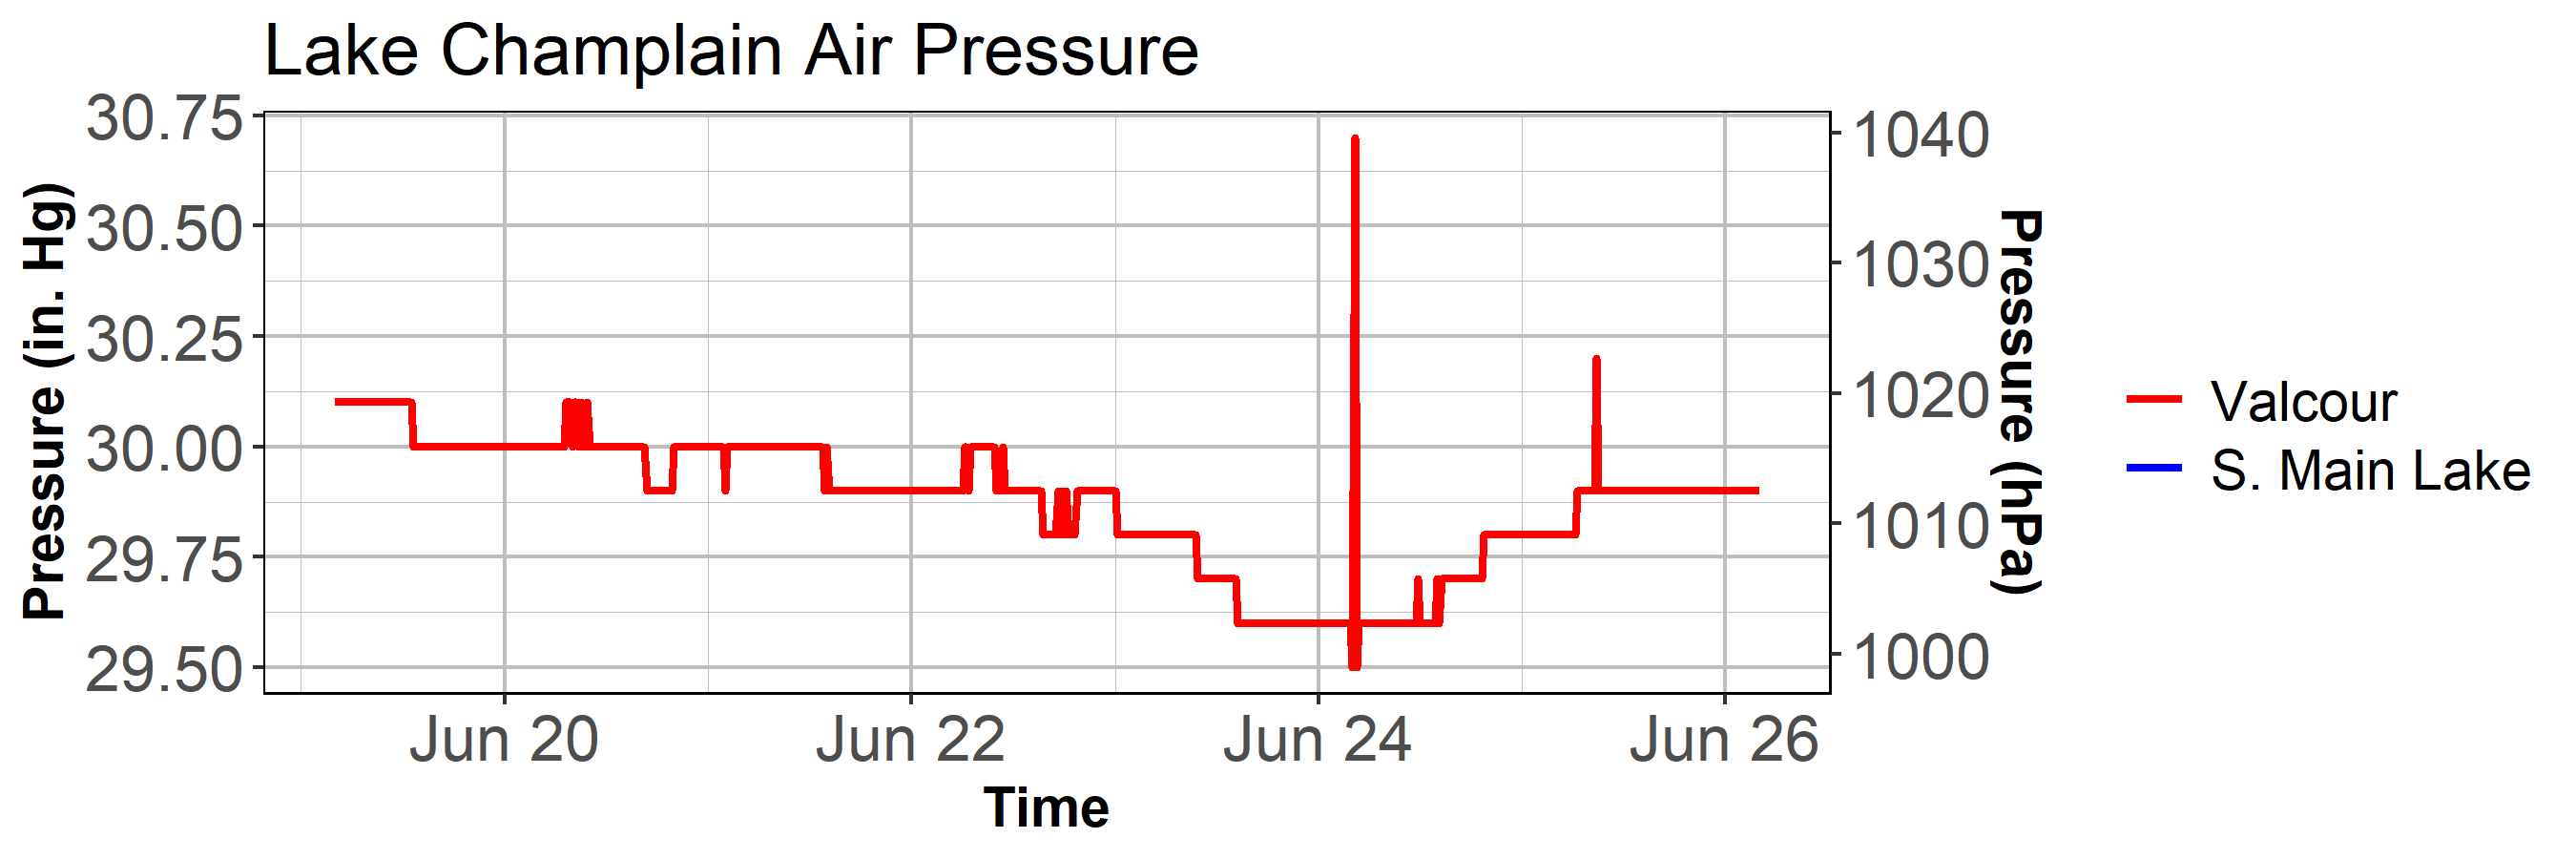 Lake Champlain Air Pressure
Pressure (in. Hg)
30.75
30.50
30.25
30.00
29.75
29.50
1040
1030
1020
1010
1000
Pressure (hPa)
Jun 20
Jun 22
Jun 24
Jun 26
Time
Valcour
S. Main Lake